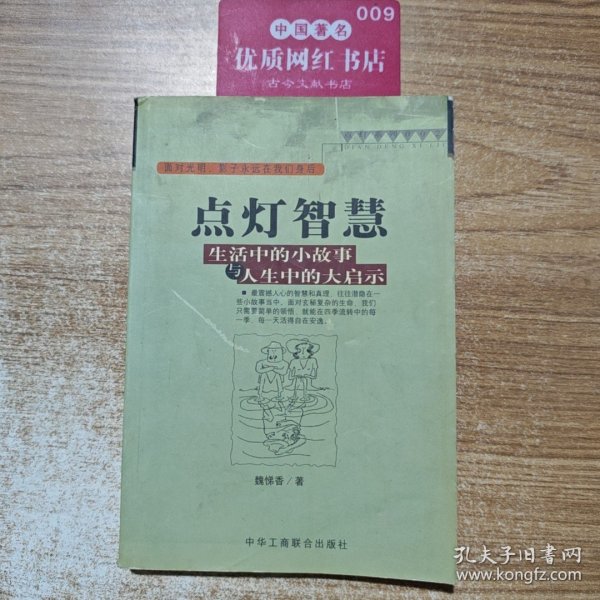 009
中国著名
优质网红书店
古今文献书店
DIAN DENG XI LIE
面对光明，影子永远在我们身后
点灯智慧
生活中的小故事
与人生中的大启示
■ 最震撼人心的智慧和真理，往往潜隐在一
些小故事当中。面对玄秘复杂的生命，我们
只需要简单的领悟，就能在四季流转中的每
一季，每一天活得自在安逸。
魏悌香／著
中华工商联合出版社
孔夫子旧书网
www.kongfz.com